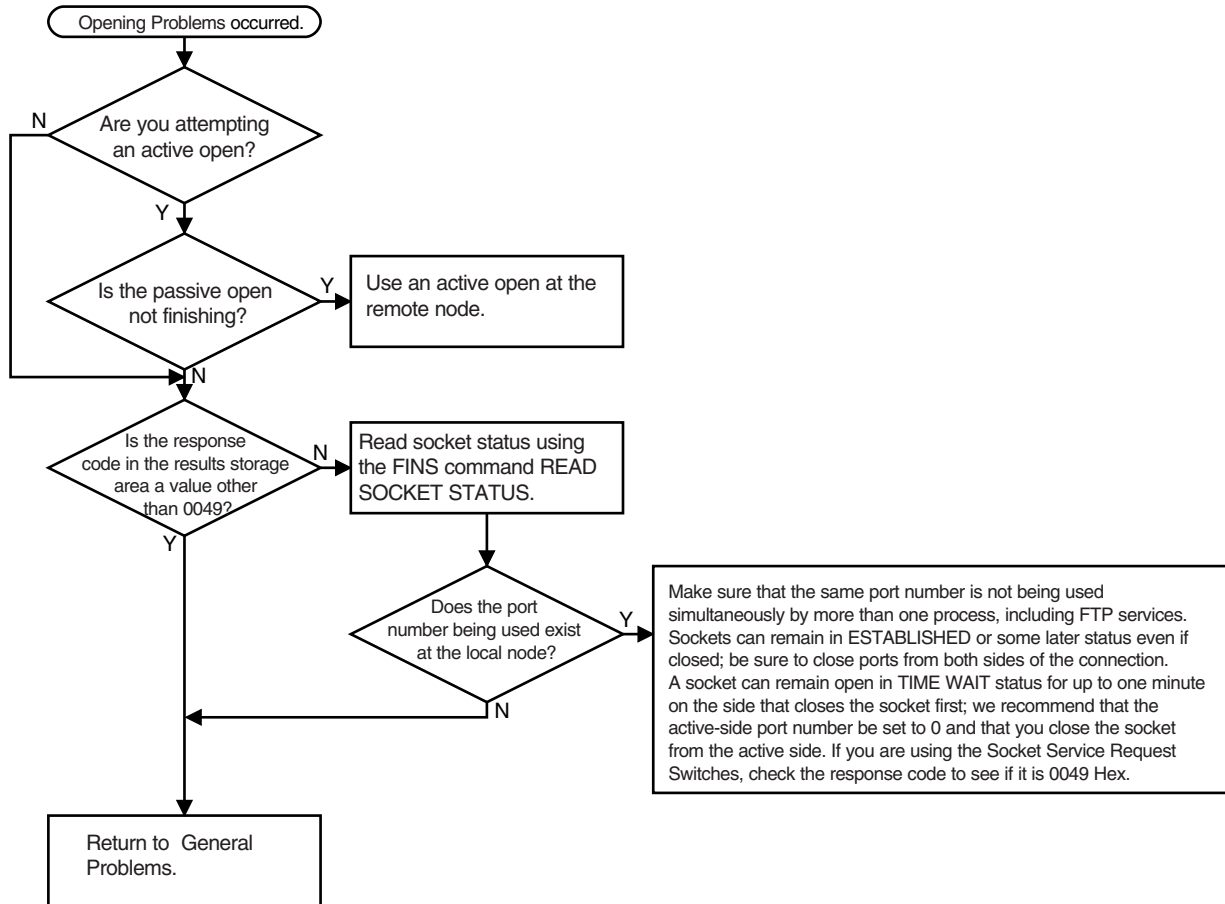 Opening Problems occurred.
N
Are you attempting
an active open?
Y
Is the passive open
not finishing?
Y
Use an active open at the
remote node.
N
Is the response
code in the results storage
area a value other
than 0049?
N
Read socket status using
the FINS command READ
SOCKET STATUS.
Y
Does the port
number being used exist
at the local node?
Y
Make sure that the same port number is not being used
simultaneously by more than one process, including FTP services.
Sockets can remain in ESTABLISHED or some later status even if
closed; be sure to close ports from both sides of the connection.
A socket can remain open in TIME WAIT status for up to one minute
on the side that closes the socket first; we recommend that the
active-side port number be set to 0 and that you close the socket
from the active side. If you are using the Socket Service Request
Switches, check the response code to see if it is 0049 Hex.
N
Return to General
Problems.